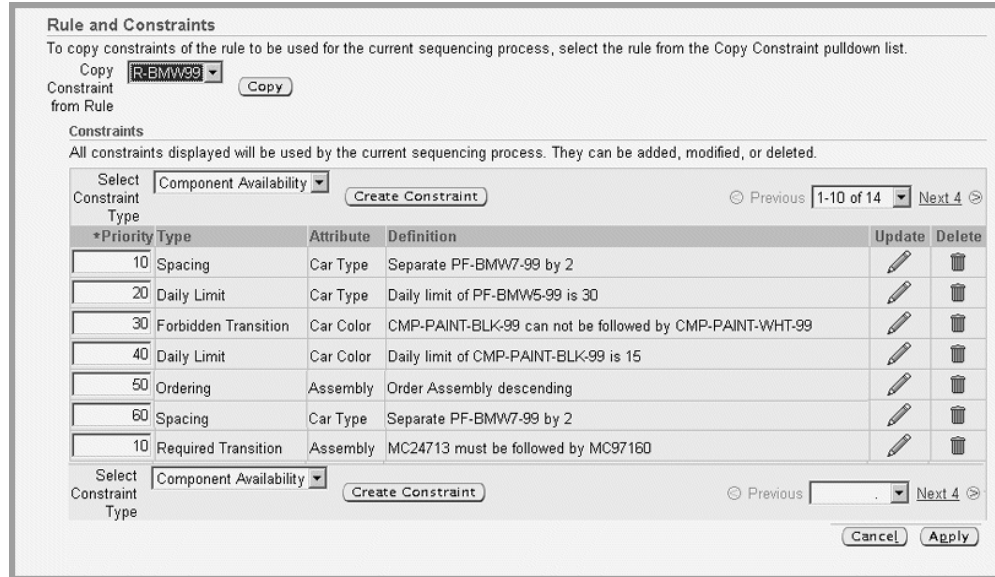 Rule and Constraints
To copy constraints of the rule to be used for the current sequencing process, select the rule from the Copy Constraint pulldown list.
Copy Constraint from Rule R-BMW99 Copy
Constraints
All constraints displayed will be used by the current sequencing process. They can be added, modified, or deleted.
Select Constraint Type Component Availability Create Constraint Previous 1-10 of 14 Next 4
*Priority Type Attribute Definition Update Delete
10 Spacing Car Type Separate PF-BMW7-99 by 2
20 Daily Limit Car Type Daily limit of PF-BMW5-99 is 30
30 Forbidden Transition Car Color CMP-PAINT-BLK-99 can not be followed by CMP-PAINT-WHT-99
40 Daily Limit Car Color Daily limit of CMP-PAINT-BLK-99 is 15
50 Ordering Assembly Order Assembly descending
60 Spacing Car Type Separate PF-BMW7-99 by 2
10 Required Transition Assembly MC24713 must be followed by MC97160
Select Constraint Type Component Availability Create Constraint Previous . Next 4
Cancel Apply